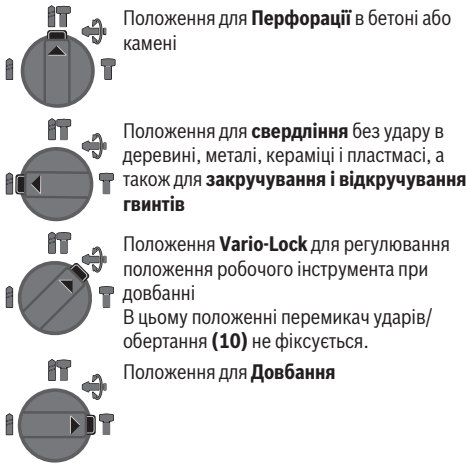 Положення для Перфорації в бетоні або
камені
Положення для свердління без удару в
деревині, металі, кераміці і пластмасі, а
також для закручування і відкручування
гвинтів
Положення Vario-Lock для регулювання
положення робочого інструмента при
довбанні
В цьому положенні перемикач ударів/
обертання (10) не фіксується.
Положення для Довбання